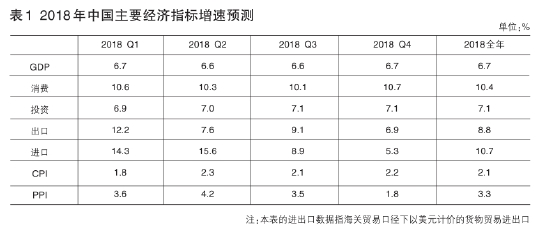 表1 2018年中国主要经济指标增速预测
单位:%
2018 Q1 2018 Q2 2018 Q3 2018 Q4 2018全年
GDP 6.7 6.6 6.6 6.7 6.7
消费 10.6 10.3 10.1 10.7 10.4
投资 6.9 7.0 7.1 7.1 7.1
出口 12.2 7.6 9.1 6.9 8.8
进口 14.3 15.6 8.9 5.3 10.7
CPI 1.8 2.3 2.1 2.2 2.1
PPI 3.6 4.2 3.5 1.8 3.3
注:本表的进出口数据指海关贸易口径下以美元计价的货物贸易进出口